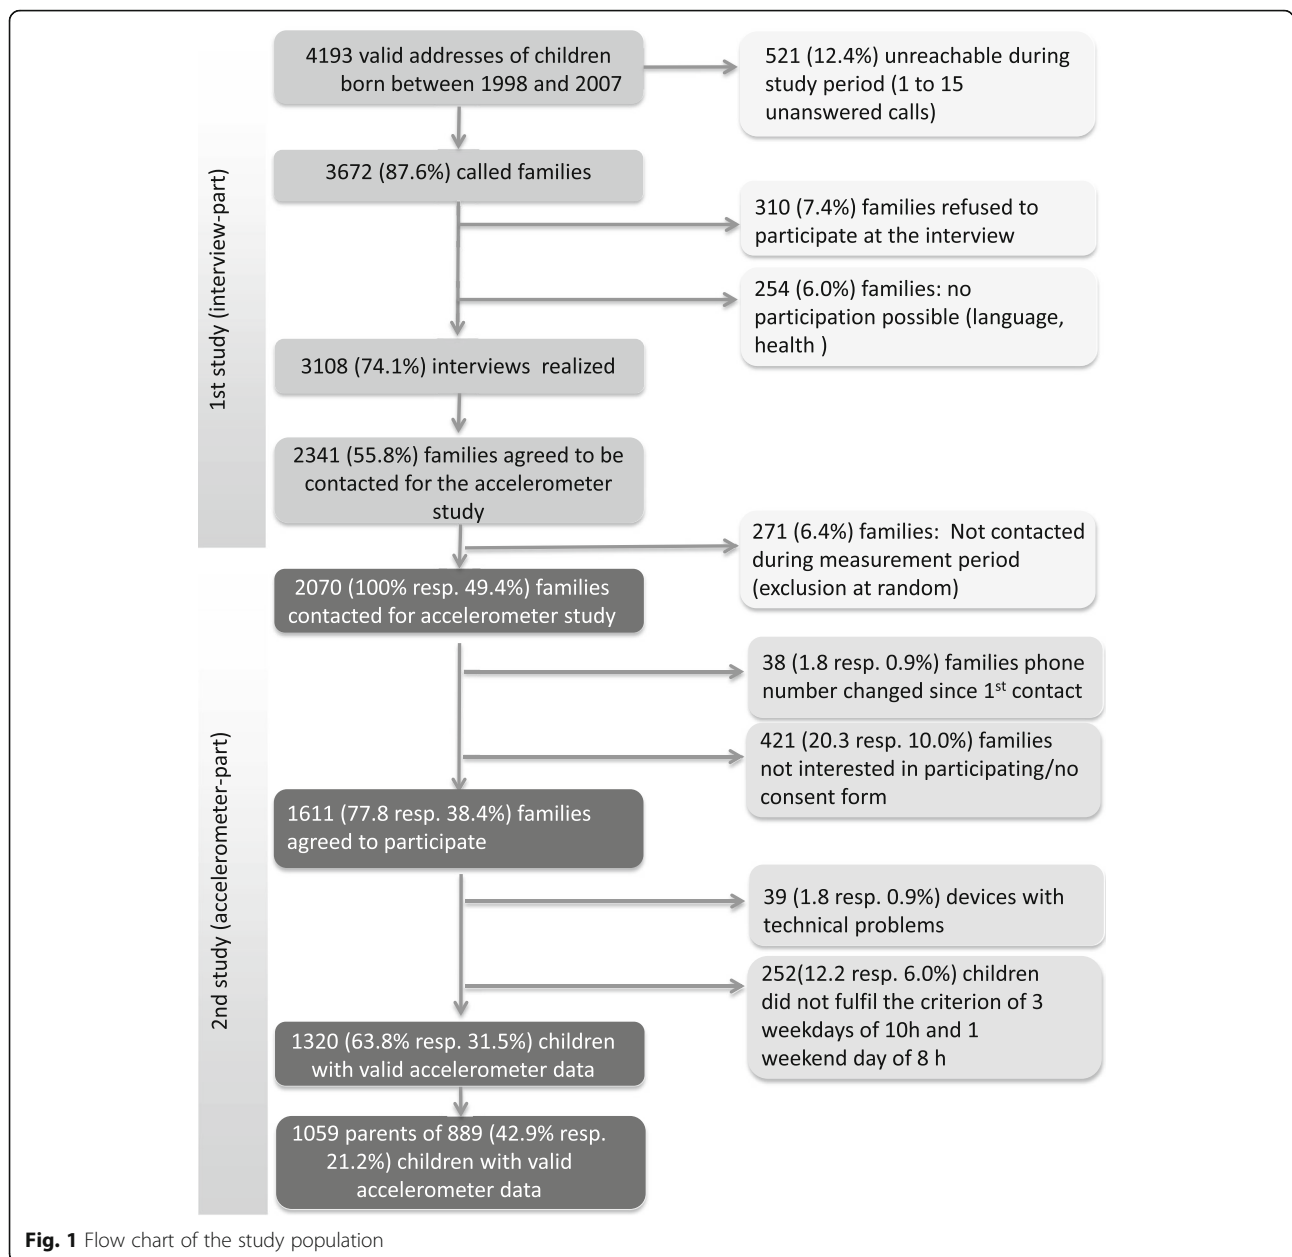 4193 valid addresses of children
born between 1998 and 2007
521 (12.4%) unreachable during
study period (1 to 15
unanswered calls)
3672 (87.6%) called families
310 (7.4%) families refused to
participate at the interview
254 (6.0%) families: no
participation possible (language,
health )
3108 (74.1%) interviews  realized
2341 (55.8%) families agreed to be
contacted for the accelerometer
study
1st study (interview-part)
271 (6.4%) families:  Not contacted
during measurement period
(exclusion at random)
2070 (100% resp. 49.4%) families
contacted for accelerometer study
38 (1.8 resp. 0.9%) families phone
number changed since 1st contact
421 (20.3 resp. 10.0%) families
not interested in participating/no
consent form
1611 (77.8 resp. 38.4%) families
agreed to participate
39 (1.8 resp. 0.9%) devices with
technical problems
252(12.2 resp. 6.0%) children
did not fulfil the criterion of 3
weekdays of 10h and 1
weekend day of 8 h
1320 (63.8% resp. 31.5%) children
with valid accelerometer data
1059 parents of 889 (42.9% resp.
21.2%) children with valid
accelerometer data
2nd study (accelerometer-part)
Fig. 1 Flow chart of the study population